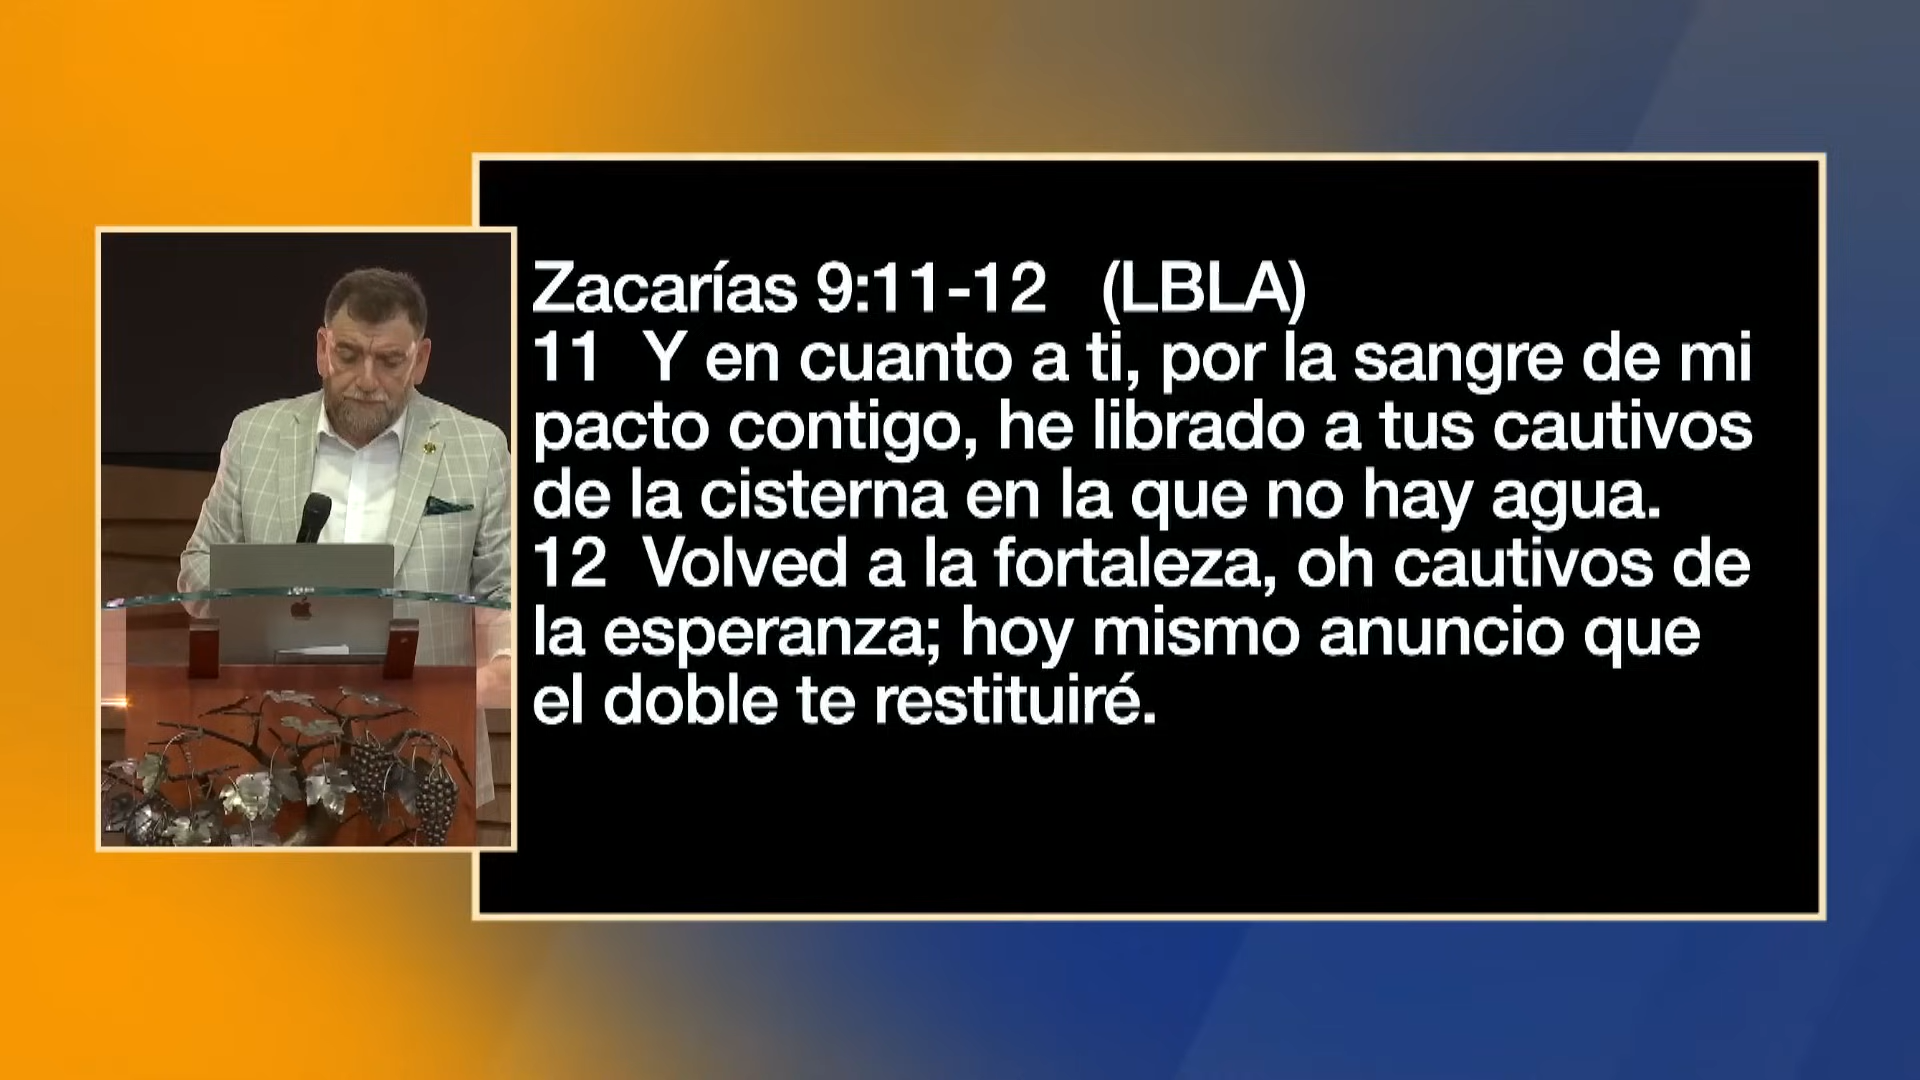 Zacarías 9:11-12 (LBLA)
11 Y en cuanto a ti, por la sangre de mi
pacto contigo, he librado a tus cautivos
de la cisterna en la que no hay agua.
12 Volved a la fortaleza, oh cautivos de
la esperanza; hoy mismo anuncio que
el doble te restituiré.